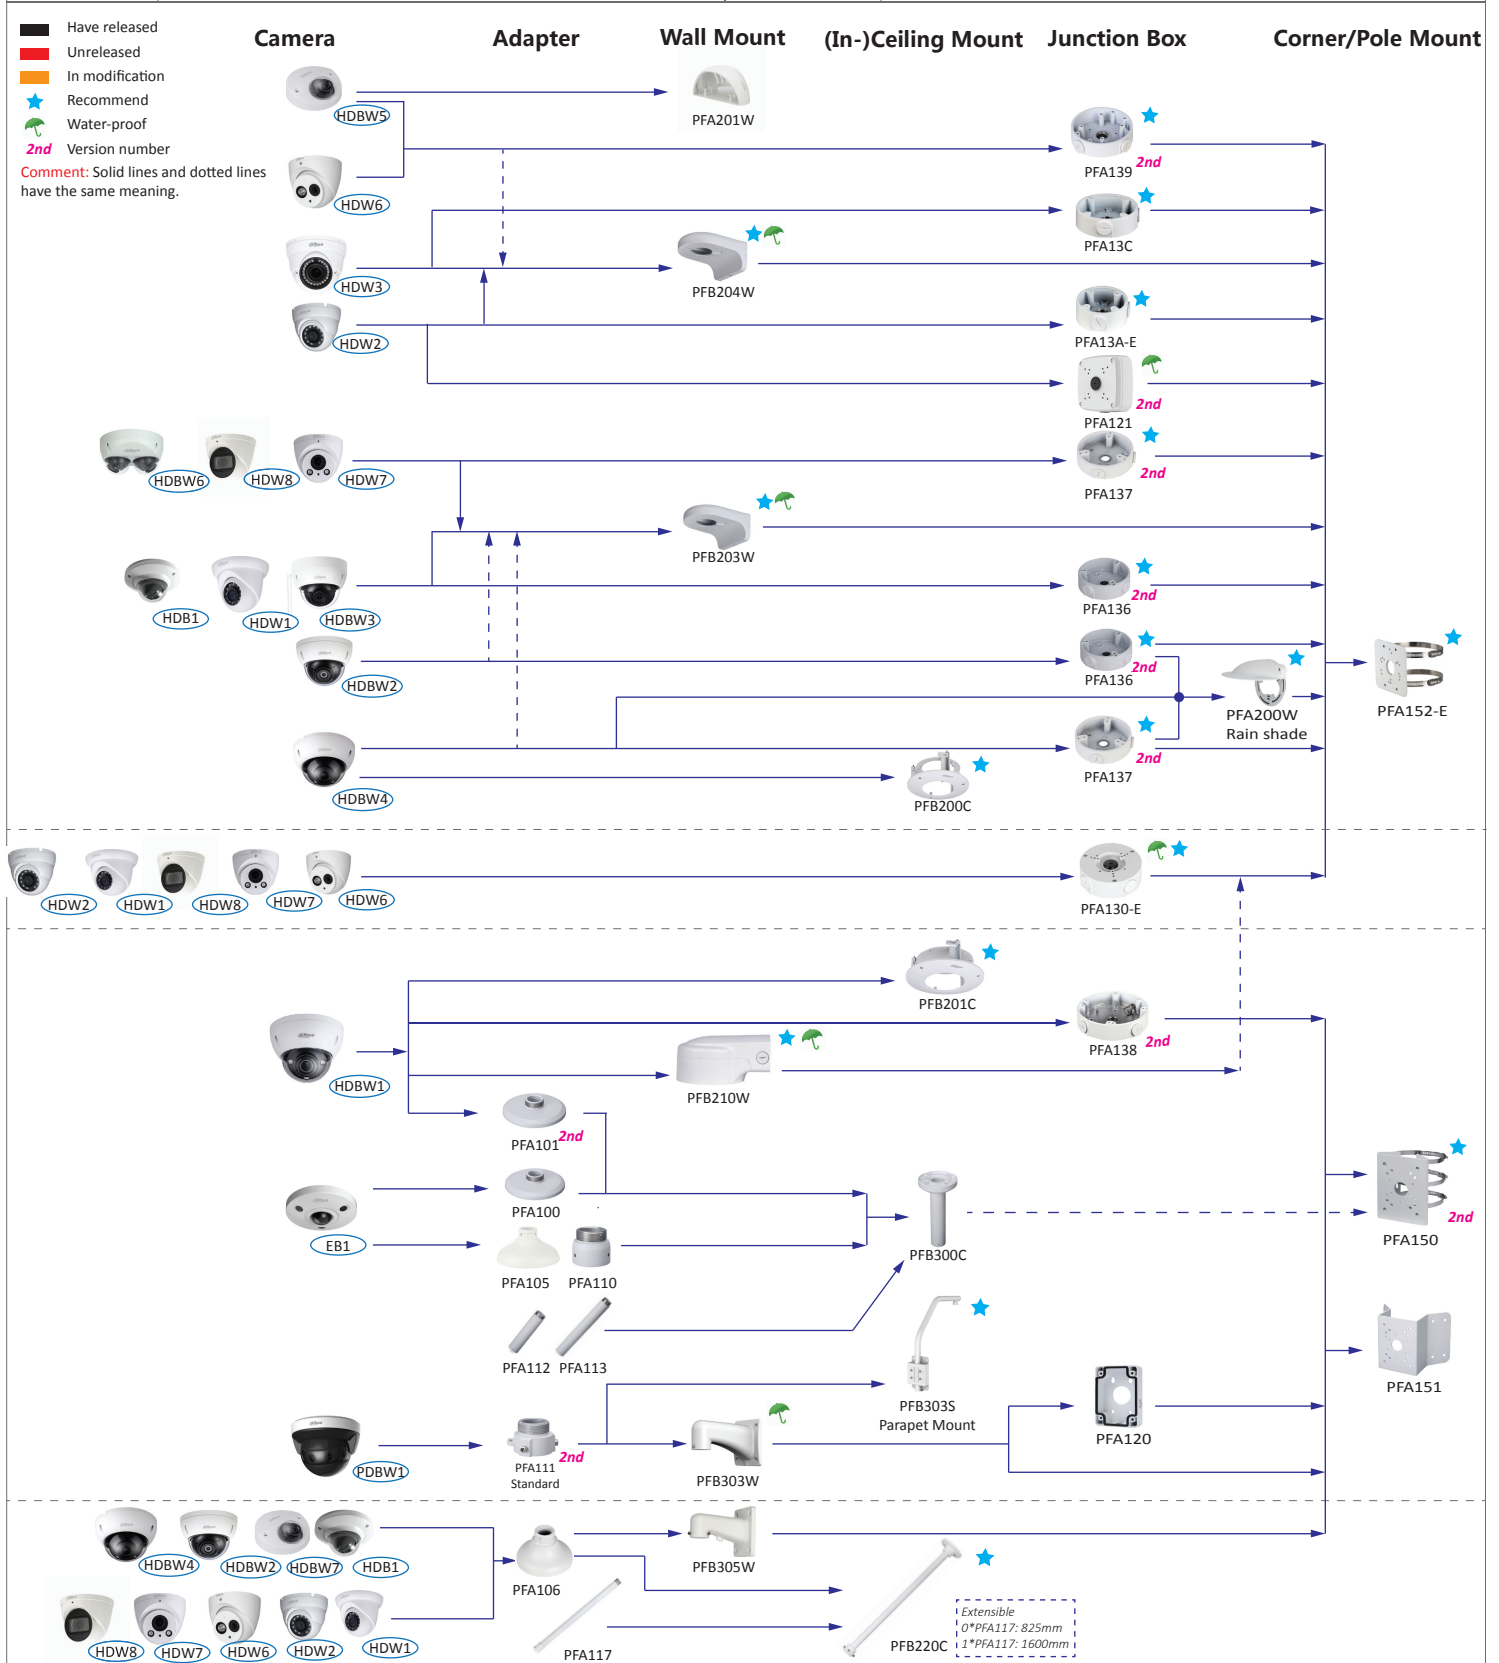 Have released
Unreleased
In modification
Recommend
Water-proof
2nd Version number
Comment: Solid lines and dotted lines
have the same meaning.
Camera
Adapter
Wall Mount
(In-)Ceiling Mount
Junction Box
Corner/Pole Mount
HDBW5
PFA201W
HDW6
PFA139
2nd
PFA13C
HDW3
PFB204W
HDW2
PFA13A-E
PFA121
2nd
HDBW6
HDW8
HDW7
PFA137
2nd
PFB203W
HDB1
HDW1
HDBW3
PFA136
2nd
HDBW2
PFA136
2nd
PFA200W
Rain shade
PFA152-E
HDBW4
PFB200C
PFA137
2nd
HDW2
HDW1
HDW8
HDW7
HDW6
PFA130-E
PFB201C
HDBW1
PFA138
2nd
PFB210W
PFA101
2nd
PFA100
EB1
PFA105
PFA110
PFB300C
PFA150
2nd
PFA112
PFA113
PFB303S
Parapet Mount
PFA151
PDBW1
PFA111
Standard
2nd
PFB303W
PFA120
HDBW4
HDBW2
HDBW7
HDB1
PFA106
PFB305W
HDW8
HDW7
HDW6
HDW2
HDW1
PFA117
PFB220C
Extensible
0*PFA117: 825mm
1*PFA117: 1600mm